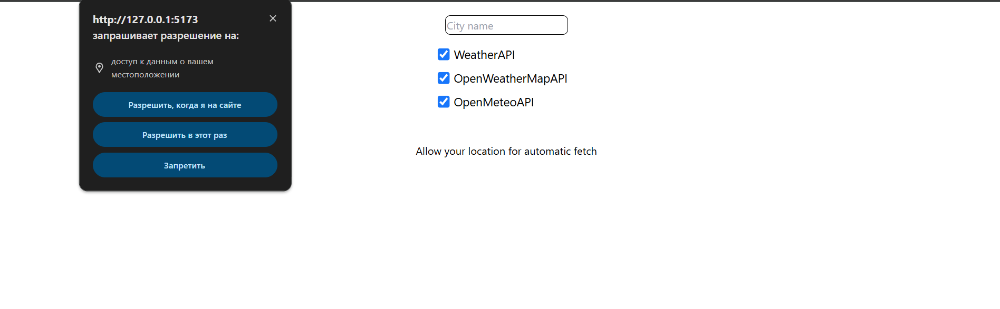 http://127.0.0.1:5173
запрашивает разрешение на:
доступ к данным о вашем
местоположении
Разрешить, когда я на сайте
Разрешить в этот раз
Запретить
City name
WeatherAPI
OpenWeatherMapAPI
OpenMeteoAPI
Allow your location for automatic fetch